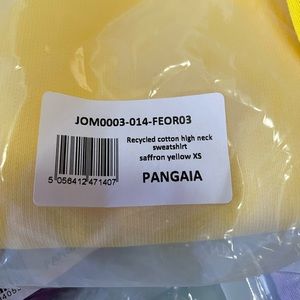 JOM0003-014-FEOR03
Recycled cotton high neck
sweatshirt
saffron yellow XS
5 056412 471407
PANGAIA